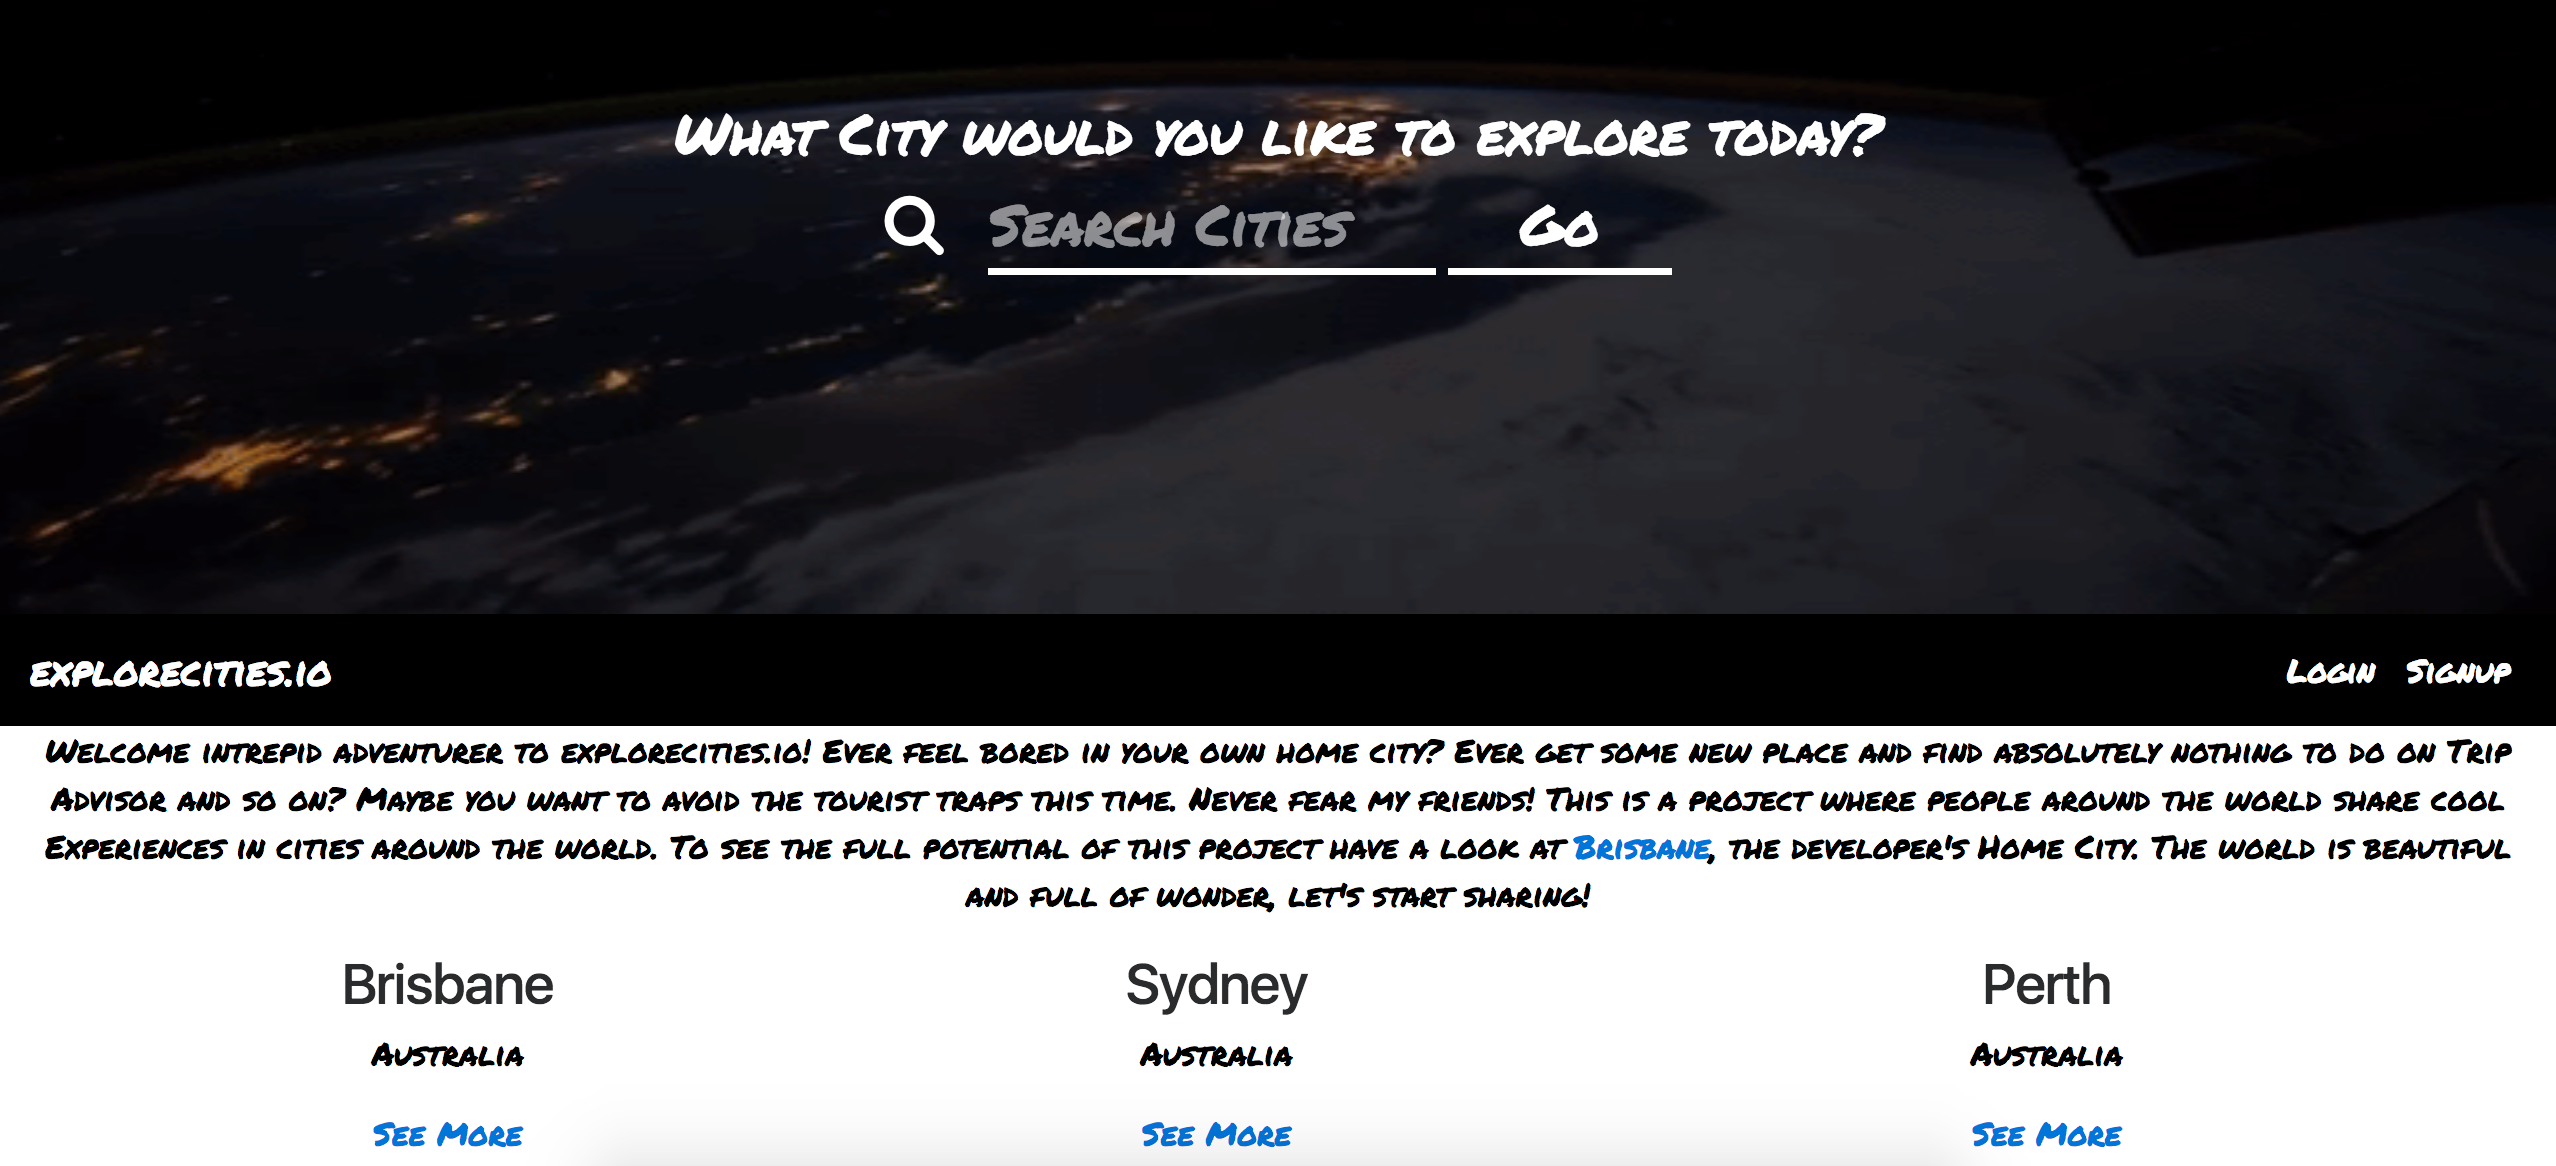 What City would you like to explore today?
Search Cities Go
explorecities.io Login Signup
Welcome intrepid adventurer to explorecities.io! Ever feel bored in your own home city? Ever get some new place and find absolutely nothing to do on Trip
Advisor and so on? Maybe you want to avoid the tourist traps this time. Never fear my friends! This is a project where people around the world share cool
Experiences in cities around the world. To see the full potential of this project have a look at Brisbane, the developer's Home City. The world is beautiful
and full of wonder, let's start sharing!
Brisbane Sydney Perth
Australia Australia Australia
See More See More See More